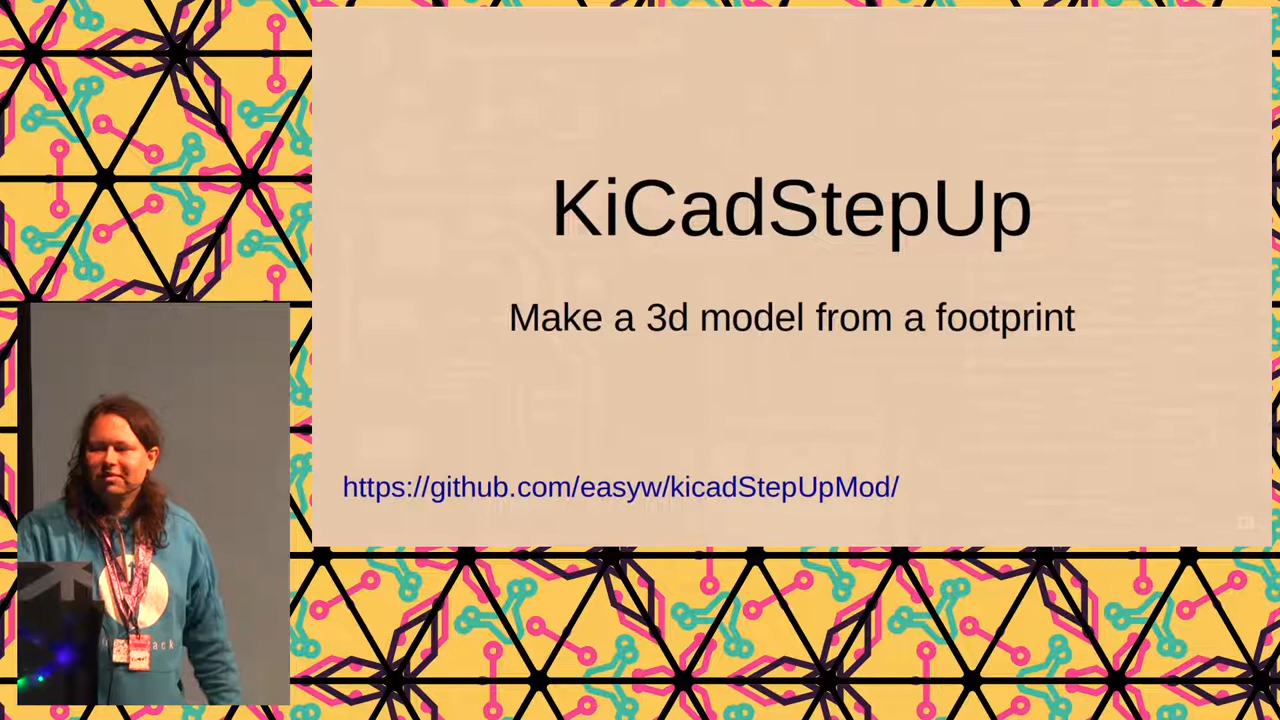 KiCadStepUp
Make a 3d model from a footprint
https://github.com/easyw/kicadStepUpMod/